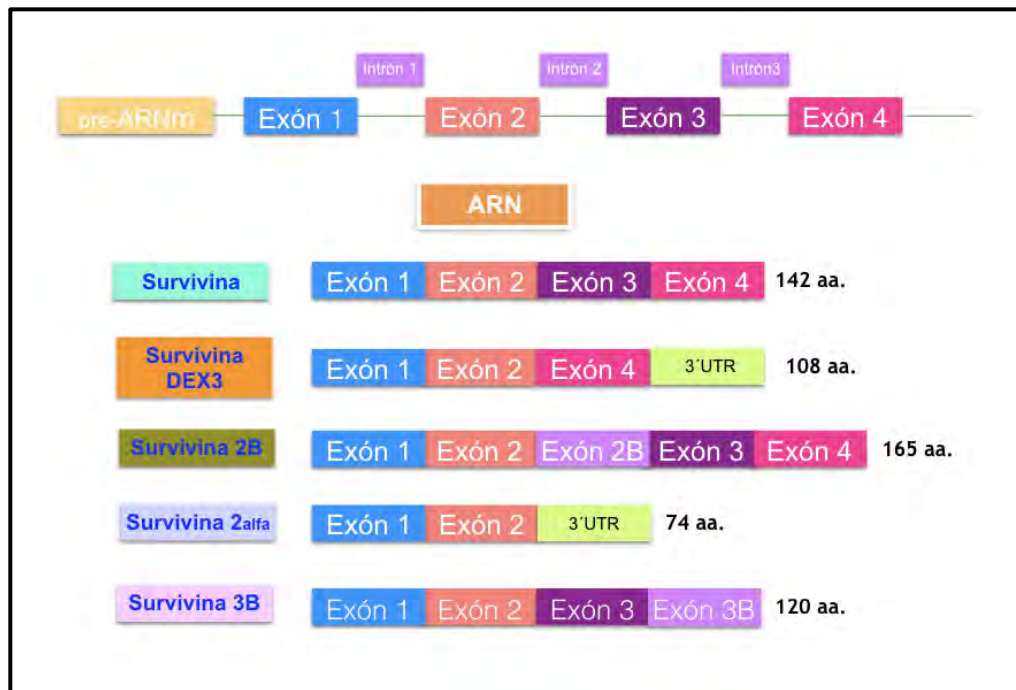 Intrón 1 Intrón 2 Intrón3
pre-ARNm Exón 1 Exón 2 Exón 3 Exón 4
ARN
Survivina Exón 1 Exón 2 Exón 3 Exón 4 142 aa.
Survivina
DEX3 Exón 1 Exón 2 Exón 4 3´UTR 108 aa.
Survivina 2B Exón 1 Exón 2 Exón 2B Exón 3 Exón 4 165 aa.
Survivina 2alfa Exón 1 Exón 2 3´UTR 74 aa.
Survivina 3B Exón 1 Exón 2 Exón 3 Exón 3B 120 aa.